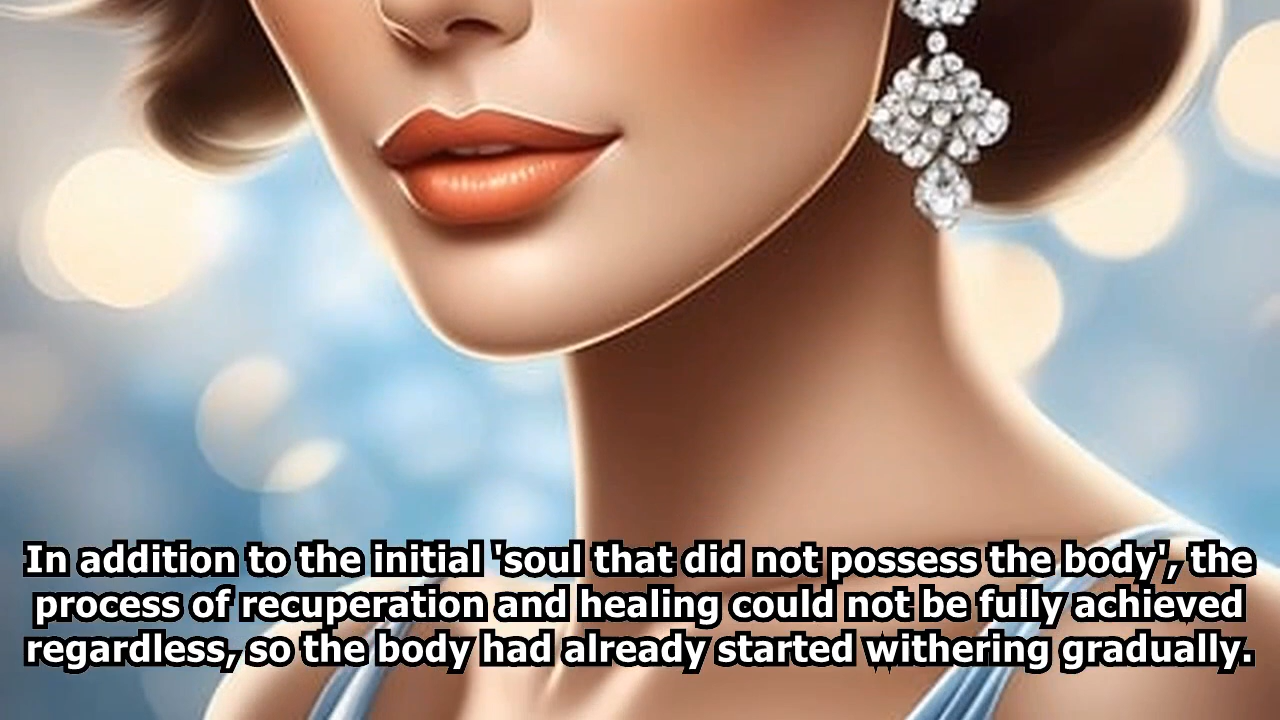 In addition to the initial 'soul that did not possess the body', the
process of recuperation and healing could not be fully achieved
regardless, so the body had already started withering gradually.